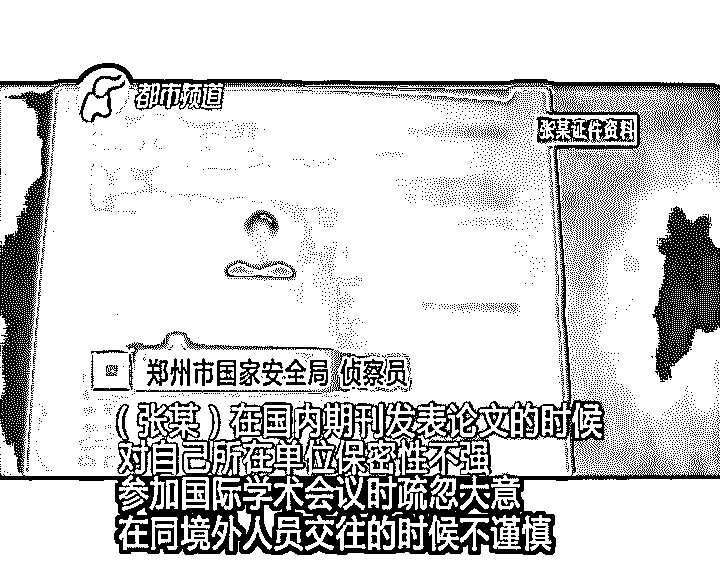 都市频道
张某证件资料
郑州市国家安全局 侦察员
（张某）在国内期刊发表论文的时候
对自己所在单位保密性不强
参加国际学术会议时疏忽大意
在同境外人员交往的时候不谨慎